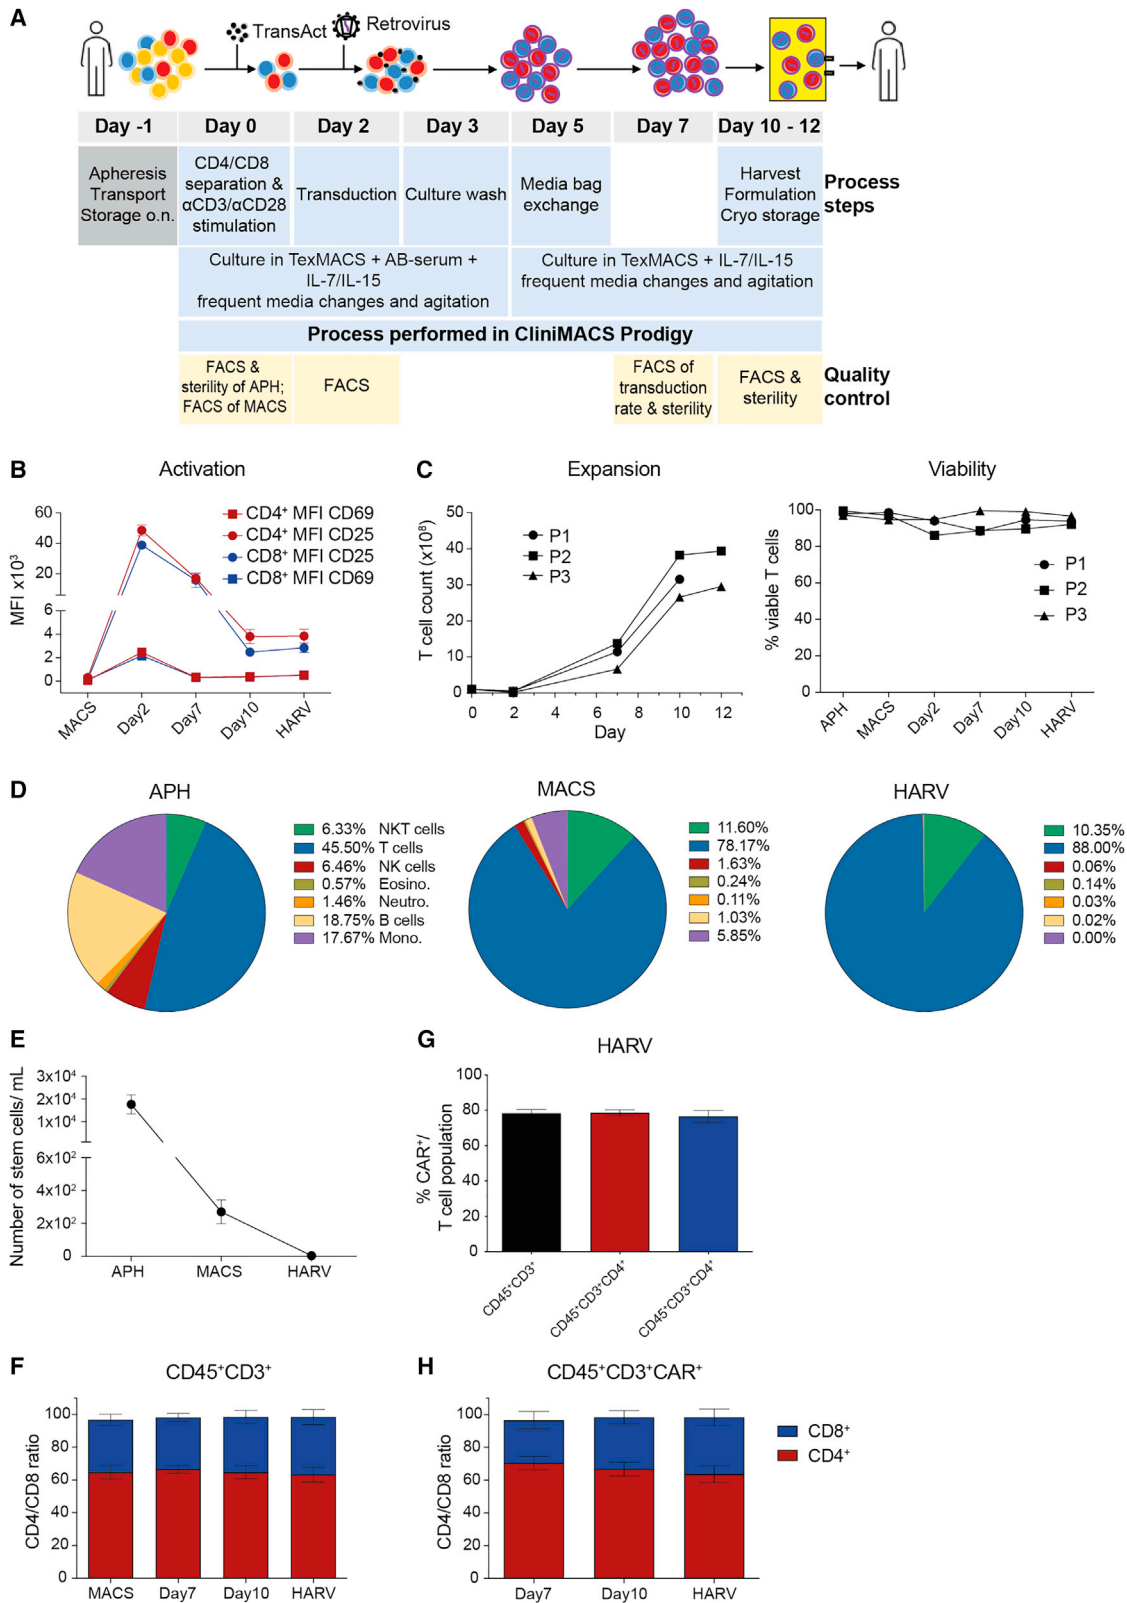 A
TransAct
Retrovirus
Day -1
Day 0
Day 2
Day 3
Day 5
Day 7
Day 10 - 12
Apheresis
Transport
Storage o.n.
CD4/CD8
separation &
αCD3/αCD28
stimulation
Transduction
Culture wash
Media bag
exchange
Harvest
Formulation
Cryo storage
Process
steps
Culture in TexMACS + AB-serum +
IL-7/IL-15
frequent media changes and agitation
Culture in TexMACS + IL-7/IL-15
frequent media changes and agitation
Process performed in CliniMACS Prodigy
FACS &
sterility of APH;
FACS of MACS
FACS
FACS of
transduction
rate & sterility
FACS &
sterility
Quality
control
B
Activation
MFI x10³
60
40
20
6
4
2
0
CD4⁺ MFI CD69
CD4⁺ MFI CD25
CD8⁺ MFI CD25
CD8⁺ MFI CD69
MACS
Day2
Day7
Day10
HARV
C
Expansion
T cell count (x10⁸)
50
40
30
20
10
0
P1
P2
P3
0
2
4
6
8
10
12
Day
Viability
% viable T cells
100
80
60
40
20
0
P1
P2
P3
APH
MACS
Day2
Day7
Day10
HARV
D
APH
6.33% NKT cells
45.50% T cells
6.46% NK cells
0.57% Eosino.
1.46% Neutro.
18.75% B cells
17.67% Mono.
MACS
11.60%
78.17%
1.63%
0.24%
0.11%
1.03%
5.85%
HARV
10.35%
88.00%
0.06%
0.14%
0.03%
0.02%
0.00%
E
Number of stem cells/ mL
3x10⁴
2x10⁴
1x10⁴
6x10²
4x10²
2x10²
0
APH
MACS
HARV
G
HARV
% CAR⁺/
T cell population
100
80
60
40
20
0
CD45⁺CD3⁺
CD45⁺CD3⁺CD4⁺
CD45⁺CD3⁺CD4⁺
F
CD45⁺CD3⁺
CD4/CD8 ratio
100
80
60
40
20
0
MACS
Day7
Day10
HARV
H
CD45⁺CD3⁺CAR⁺
CD4/CD8 ratio
100
80
60
40
20
0
Day7
Day10
HARV
CD8⁺
CD4⁺